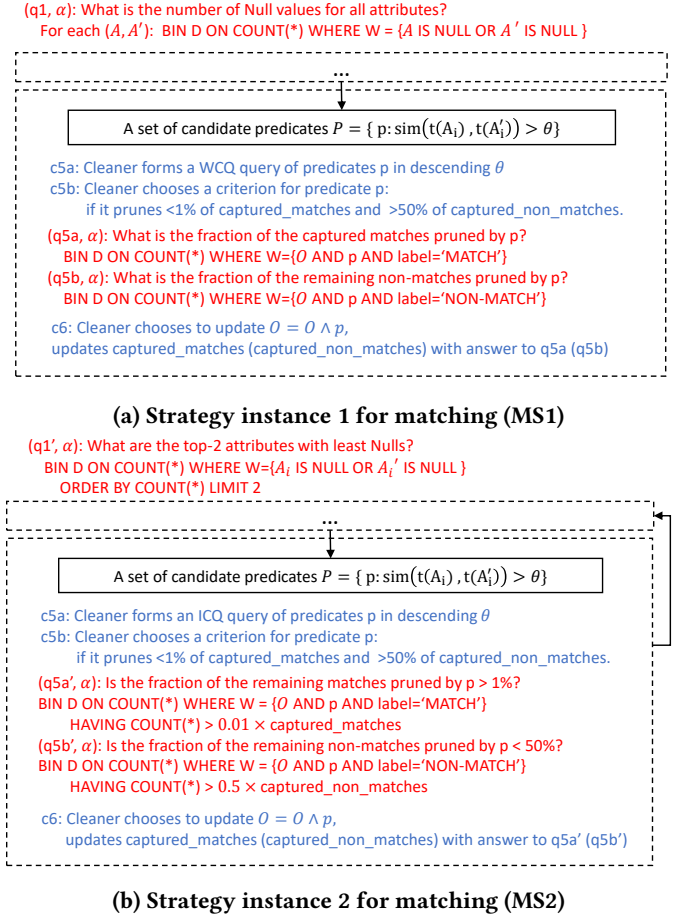 (q1, α): What is the number of Null values for all attributes?
For each (A, A′): BIN D ON COUNT(*) WHERE W = {A IS NULL OR A′ IS NULL }
...
A set of candidate predicates P = { p: sim(t(Aᵢ) , t(A′ᵢ)) > θ}
c5a: Cleaner forms a WCQ query of predicates p in descending θ
c5b: Cleaner chooses a criterion for predicate p:
if it prunes <1% of captured_matches and >50% of captured_non_matches.
(q5a, α): What is the fraction of the captured matches pruned by p?
BIN D ON COUNT(*) WHERE W={O AND p AND label=‘MATCH’}
(q5b, α): What is the fraction of the remaining non-matches pruned by p?
BIN D ON COUNT(*) WHERE W={O AND p AND label=‘NON-MATCH’}
c6: Cleaner chooses to update O = O ∧ p,
updates captured_matches (captured_non_matches) with answer to q5a (q5b)
(a) Strategy instance 1 for matching (MS1)
(q1′, α): What are the top-2 attributes with least Nulls?
BIN D ON COUNT(*) WHERE W={Aᵢ IS NULL OR Aᵢ′ IS NULL }
ORDER BY COUNT(*) LIMIT 2
...
A set of candidate predicates P = { p: sim(t(Aᵢ) , t(A′ᵢ)) > θ}
c5a: Cleaner forms an ICQ query of predicates p in descending θ
c5b: Cleaner chooses a criterion for predicate p:
if it prunes <1% of captured_matches and >50% of captured_non_matches.
(q5a′, α): Is the fraction of the remaining matches pruned by p > 1%?
BIN D ON COUNT(*) WHERE W = {O AND p AND label=‘MATCH’}
HAVING COUNT(*) > 0.01 × captured_matches
(q5b′, α): Is the fraction of the remaining non-matches pruned by p < 50%?
BIN D ON COUNT(*) WHERE W = {O AND p AND label=‘NON-MATCH’}
HAVING COUNT(*) > 0.5 × captured_non_matches
c6: Cleaner chooses to update O = O ∧ p,
updates captured_matches (captured_non_matches) with answer to q5a′ (q5b′)
(b) Strategy instance 2 for matching (MS2)